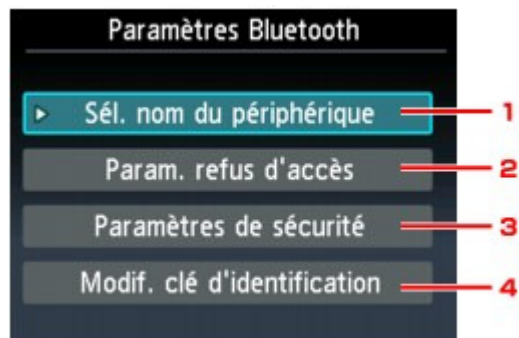 Paramètres Bluetooth
Sél. nom du périphérique 1
Param. refus d'accès 2
Paramètres de sécurité 3
Modif. clé d'identification 4